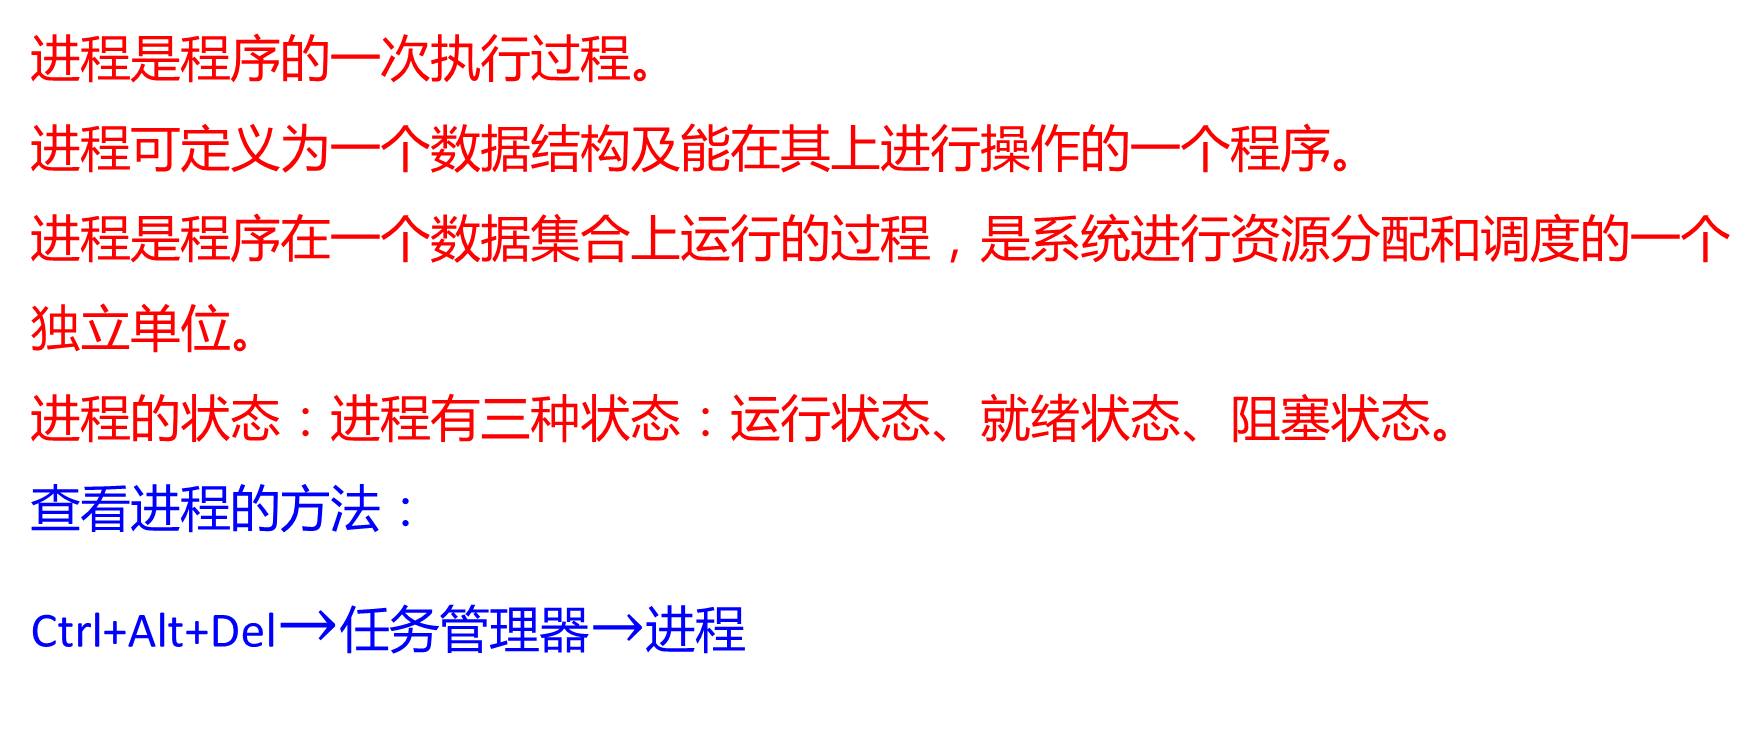 进程是程序的一次执行过程。
进程可定义为一个数据结构及能在其上进行操作的一个程序。
进程是程序在一个数据集合上运行的过程，是系统进行资源分配和调度的一个
独立单位。
进程的状态：进程有三种状态：运行状态、就绪状态、阻塞状态。
查看进程的方法：
Ctrl+Alt+Del→任务管理器→进程